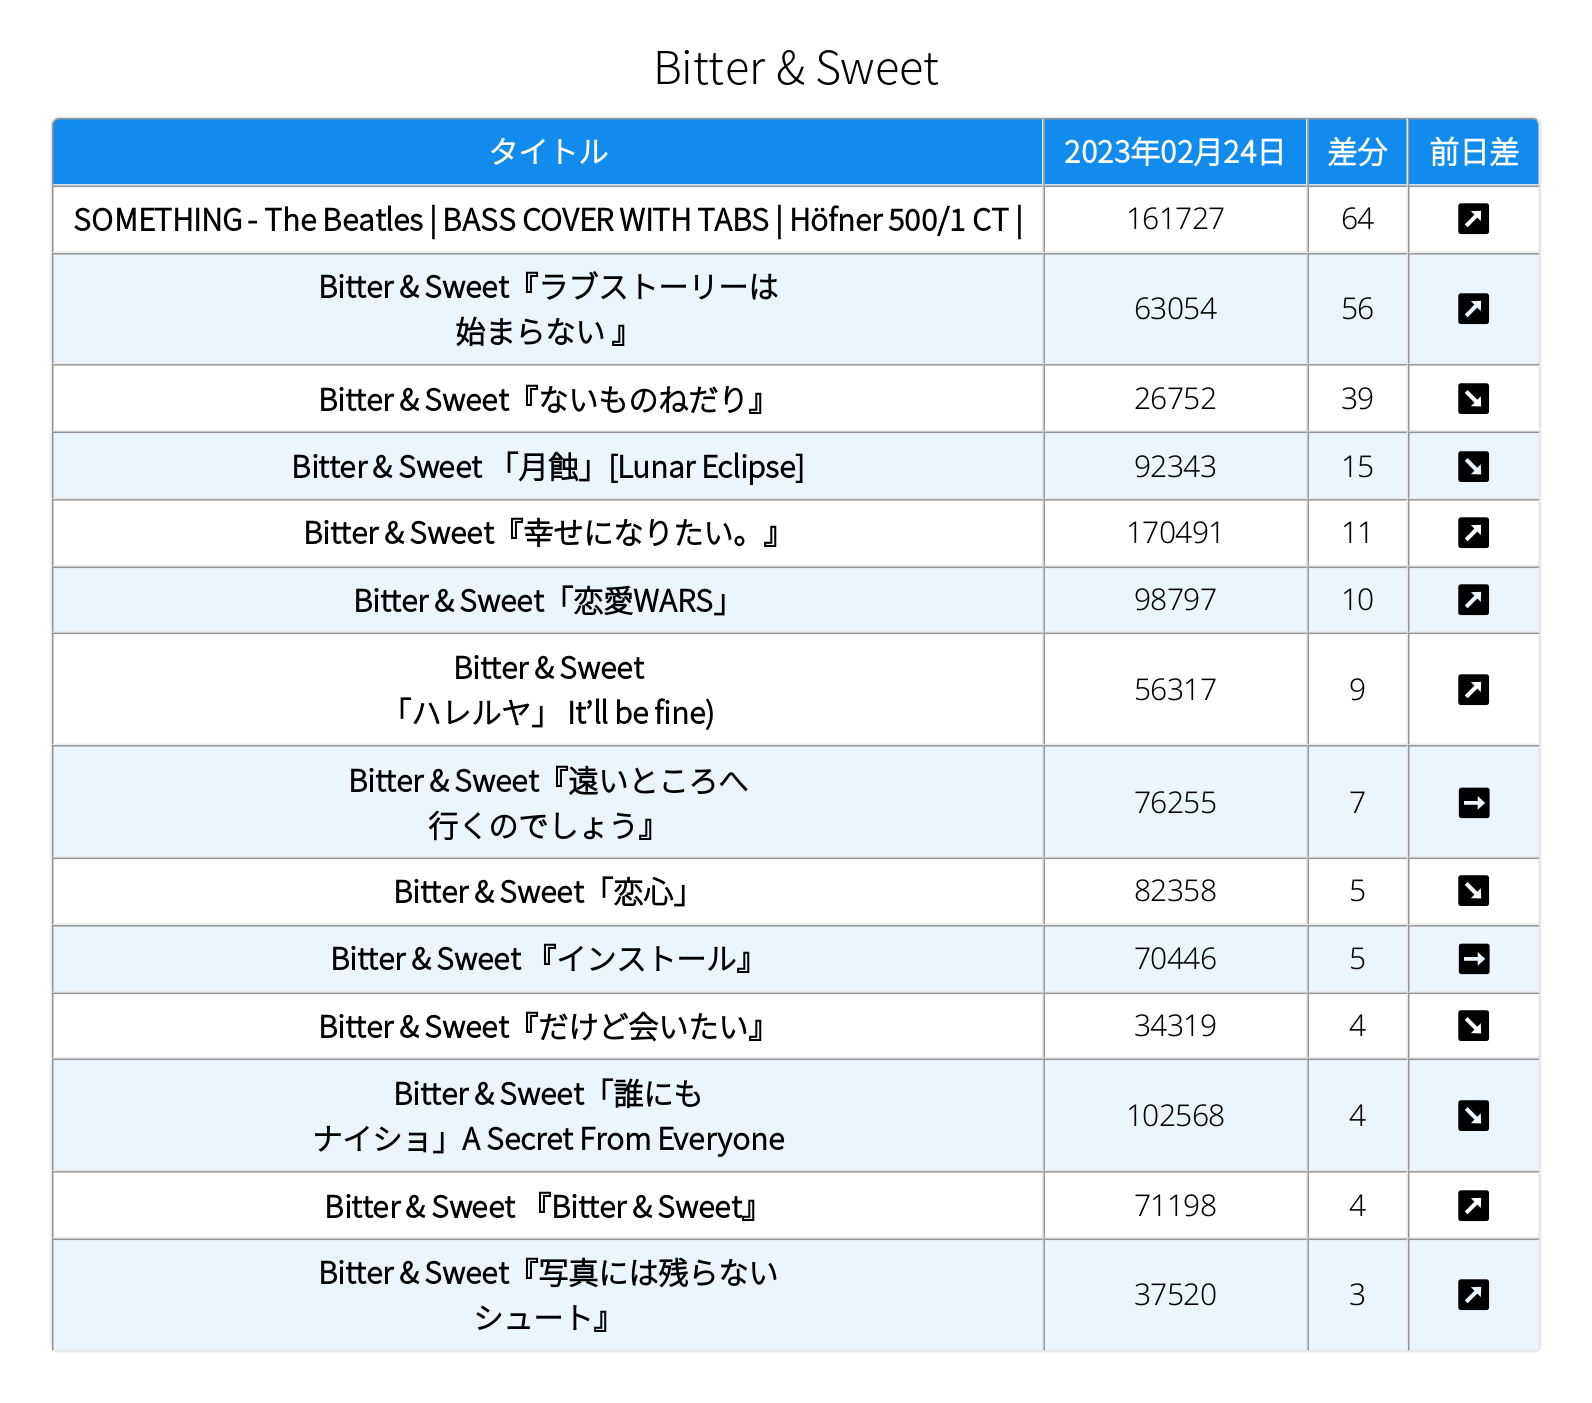 Bitter & Sweet
タイトル 2023年02月24日 差分 前日差
SOMETHING - The Beatles | BASS COVER WITH TABS | Höfner 500/1 CT | 161727 64 ↗
Bitter & Sweet『ラブストーリーは
始まらない 』 63054 56 ↗
Bitter & Sweet『ないものねだり』 26752 39 ↘
Bitter & Sweet 「月蝕」[Lunar Eclipse] 92343 15 ↘
Bitter & Sweet『幸せになりたい。』 170491 11 ↗
Bitter & Sweet「恋愛WARS」 98797 10 ↗
Bitter & Sweet
「ハレルヤ」 It’ll be fine) 56317 9 ↗
Bitter & Sweet『遠いところへ
行くのでしょう』 76255 7 →
Bitter & Sweet「恋心」 82358 5 ↘
Bitter & Sweet 『インストール』 70446 5 →
Bitter & Sweet『だけど会いたい』 34319 4 ↘
Bitter & Sweet「誰にも
ナイショ」A Secret From Everyone 102568 4 ↘
Bitter & Sweet 『Bitter & Sweet』 71198 4 ↗
Bitter & Sweet『写真には残らない
シュート』 37520 3 ↗